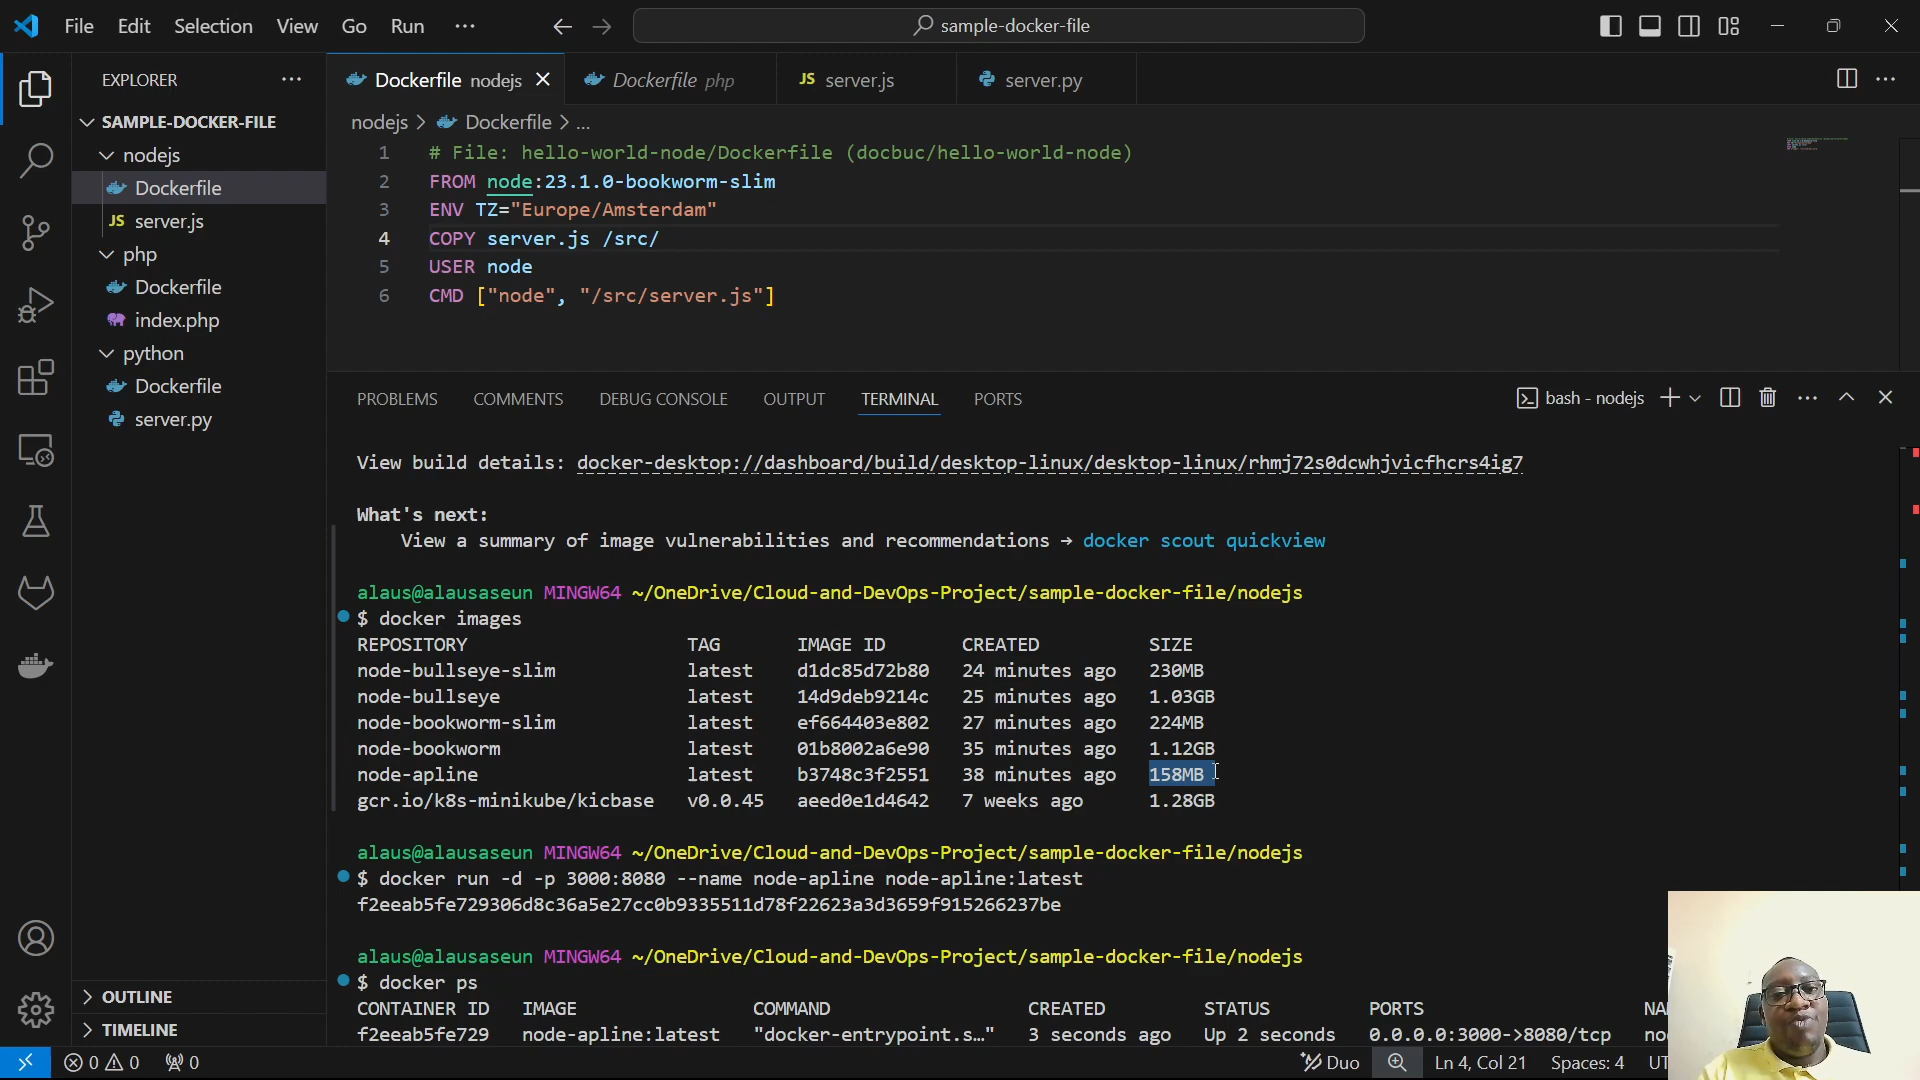 File Edit Selection View Go Run ··· sample-docker-file
EXPLORER ···
SAMPLE-DOCKER-FILE
nodejs
Dockerfile
JS server.js
php
Dockerfile
index.php
python
Dockerfile
server.py
OUTLINE
TIMELINE
Dockerfile nodejs Dockerfile php JS server.js server.py
nodejs > Dockerfile > ...
1 # File: hello-world-node/Dockerfile (docbuc/hello-world-node)
2 FROM node:23.1.0-bookworm-slim
3 ENV TZ="Europe/Amsterdam"
4 COPY server.js /src/
5 USER node
6 CMD ["node", "/src/server.js"]
PROBLEMS COMMENTS DEBUG CONSOLE OUTPUT TERMINAL PORTS bash - nodejs
View build details: docker-desktop://dashboard/build/desktop-linux/desktop-linux/rhmj72s0dcwhjvicfhcrs4ig7
What's next:
View a summary of image vulnerabilities and recommendations → docker scout quickview
alaus@alausaseun MINGW64 ~/OneDrive/Cloud-and-DevOps-Project/sample-docker-file/nodejs
$ docker images
REPOSITORY TAG IMAGE ID CREATED SIZE
node-bullseye-slim latest d1dc85d72b80 24 minutes ago 230MB
node-bullseye latest 14d9deb9214c 25 minutes ago 1.03GB
node-bookworm-slim latest ef664403e802 27 minutes ago 224MB
node-bookworm latest 01b8002a6e90 35 minutes ago 1.12GB
node-apline latest b3748c3f2551 38 minutes ago 158MB
gcr.io/k8s-minikube/kicbase v0.0.45 aeed0e1d4642 7 weeks ago 1.28GB
alaus@alausaseun MINGW64 ~/OneDrive/Cloud-and-DevOps-Project/sample-docker-file/nodejs
$ docker run -d -p 3000:8080 --name node-apline node-apline:latest
f2eeab5fe729306d8c36a5e27cc0b9335511d78f22623a3d3659f915266237be
alaus@alausaseun MINGW64 ~/OneDrive/Cloud-and-DevOps-Project/sample-docker-file/nodejs
$ docker ps
CONTAINER ID IMAGE COMMAND CREATED STATUS PORTS NA
f2eeab5fe729 node-apline:latest "docker-entrypoint.s…" 3 seconds ago Up 2 seconds 0.0.0.0:3000->8080/tcp no
0 0 0 Duo Ln 4, Col 21 Spaces: 4 UT